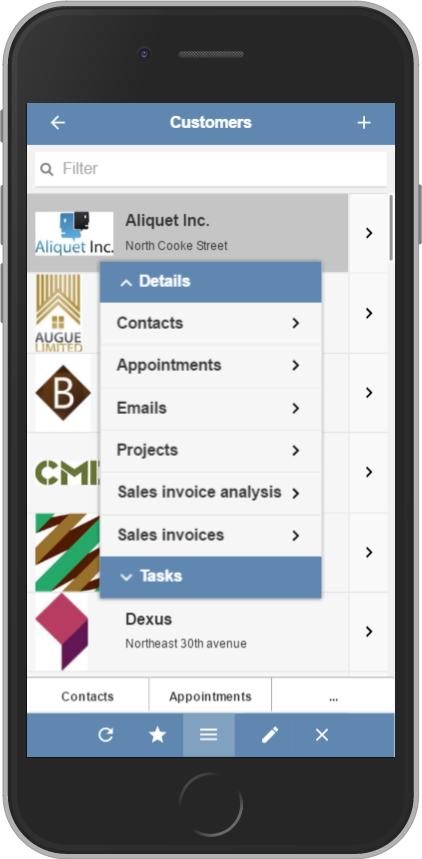 Customers
Filter
Aliquet Inc.
Aliquet Inc.
North Cooke Street
Details
AUGUE
LIMITED
Contacts
Appointments
B
Emails
Projects
Sales invoice analysis
Sales invoices
Tasks
Dexus
Northeast 30th avenue
Contacts
Appointments
...